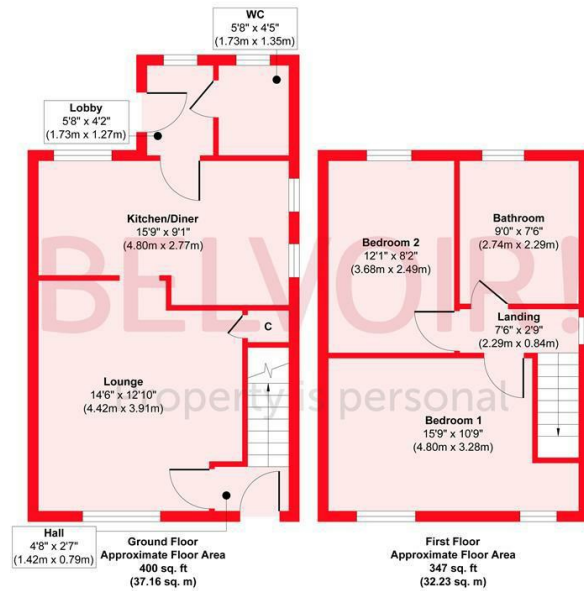 WC
5'8" x 4'5"
(1.73m x 1.35m)
Lobby
5'8" x 4'2"
(1.73m x 1.27m)
Kitchen/Diner
15'9" x 9'1"
(4.80m x 2.77m)
Bedroom 2
12'1" x 8'2"
(3.68m x 2.49m)
Bathroom
9'0" x 7'6"
(2.74m x 2.29m)
BELVOIR!
Landing
7'6" x 2'9"
(2.29m x 0.84m)
C
Lounge
14'6" x 12'10"
(4.42m x 3.91m)
Property is personal
Bedroom 1
15'9" x 10'9"
(4.80m x 3.28m)
Hall
4'8" x 2'7"
(1.42m x 0.79m)
Ground Floor
Approximate Floor Area
400 sq. ft
(37.16 sq. m)
First Floor
Approximate Floor Area
347 sq. ft
(32.23 sq. m)